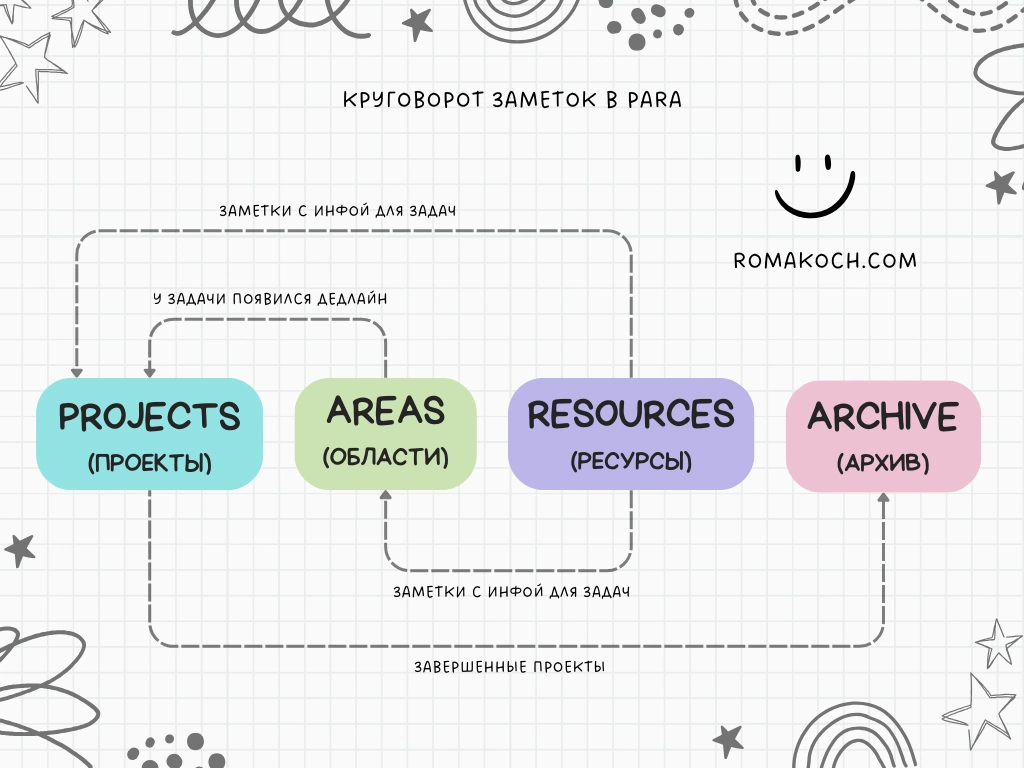 КРУГОВОРОТ ЗАМЕТОК В PARA
ROMAKOCH.COM
ЗАМЕТКИ С ИНФОЙ ДЛЯ ЗАДАЧ
У ЗАДАЧИ ПОЯВИЛСЯ ДЕДЛАЙН
PROJECTS
(ПРОЕКТЫ)
AREAS
(ОБЛАСТИ)
RESOURCES
(РЕСУРСЫ)
ARCHIVE
(АРХИВ)
ЗАМЕТКИ С ИНФОЙ ДЛЯ ЗАДАЧ
ЗАВЕРШЕННЫЕ ПРОЕКТЫ